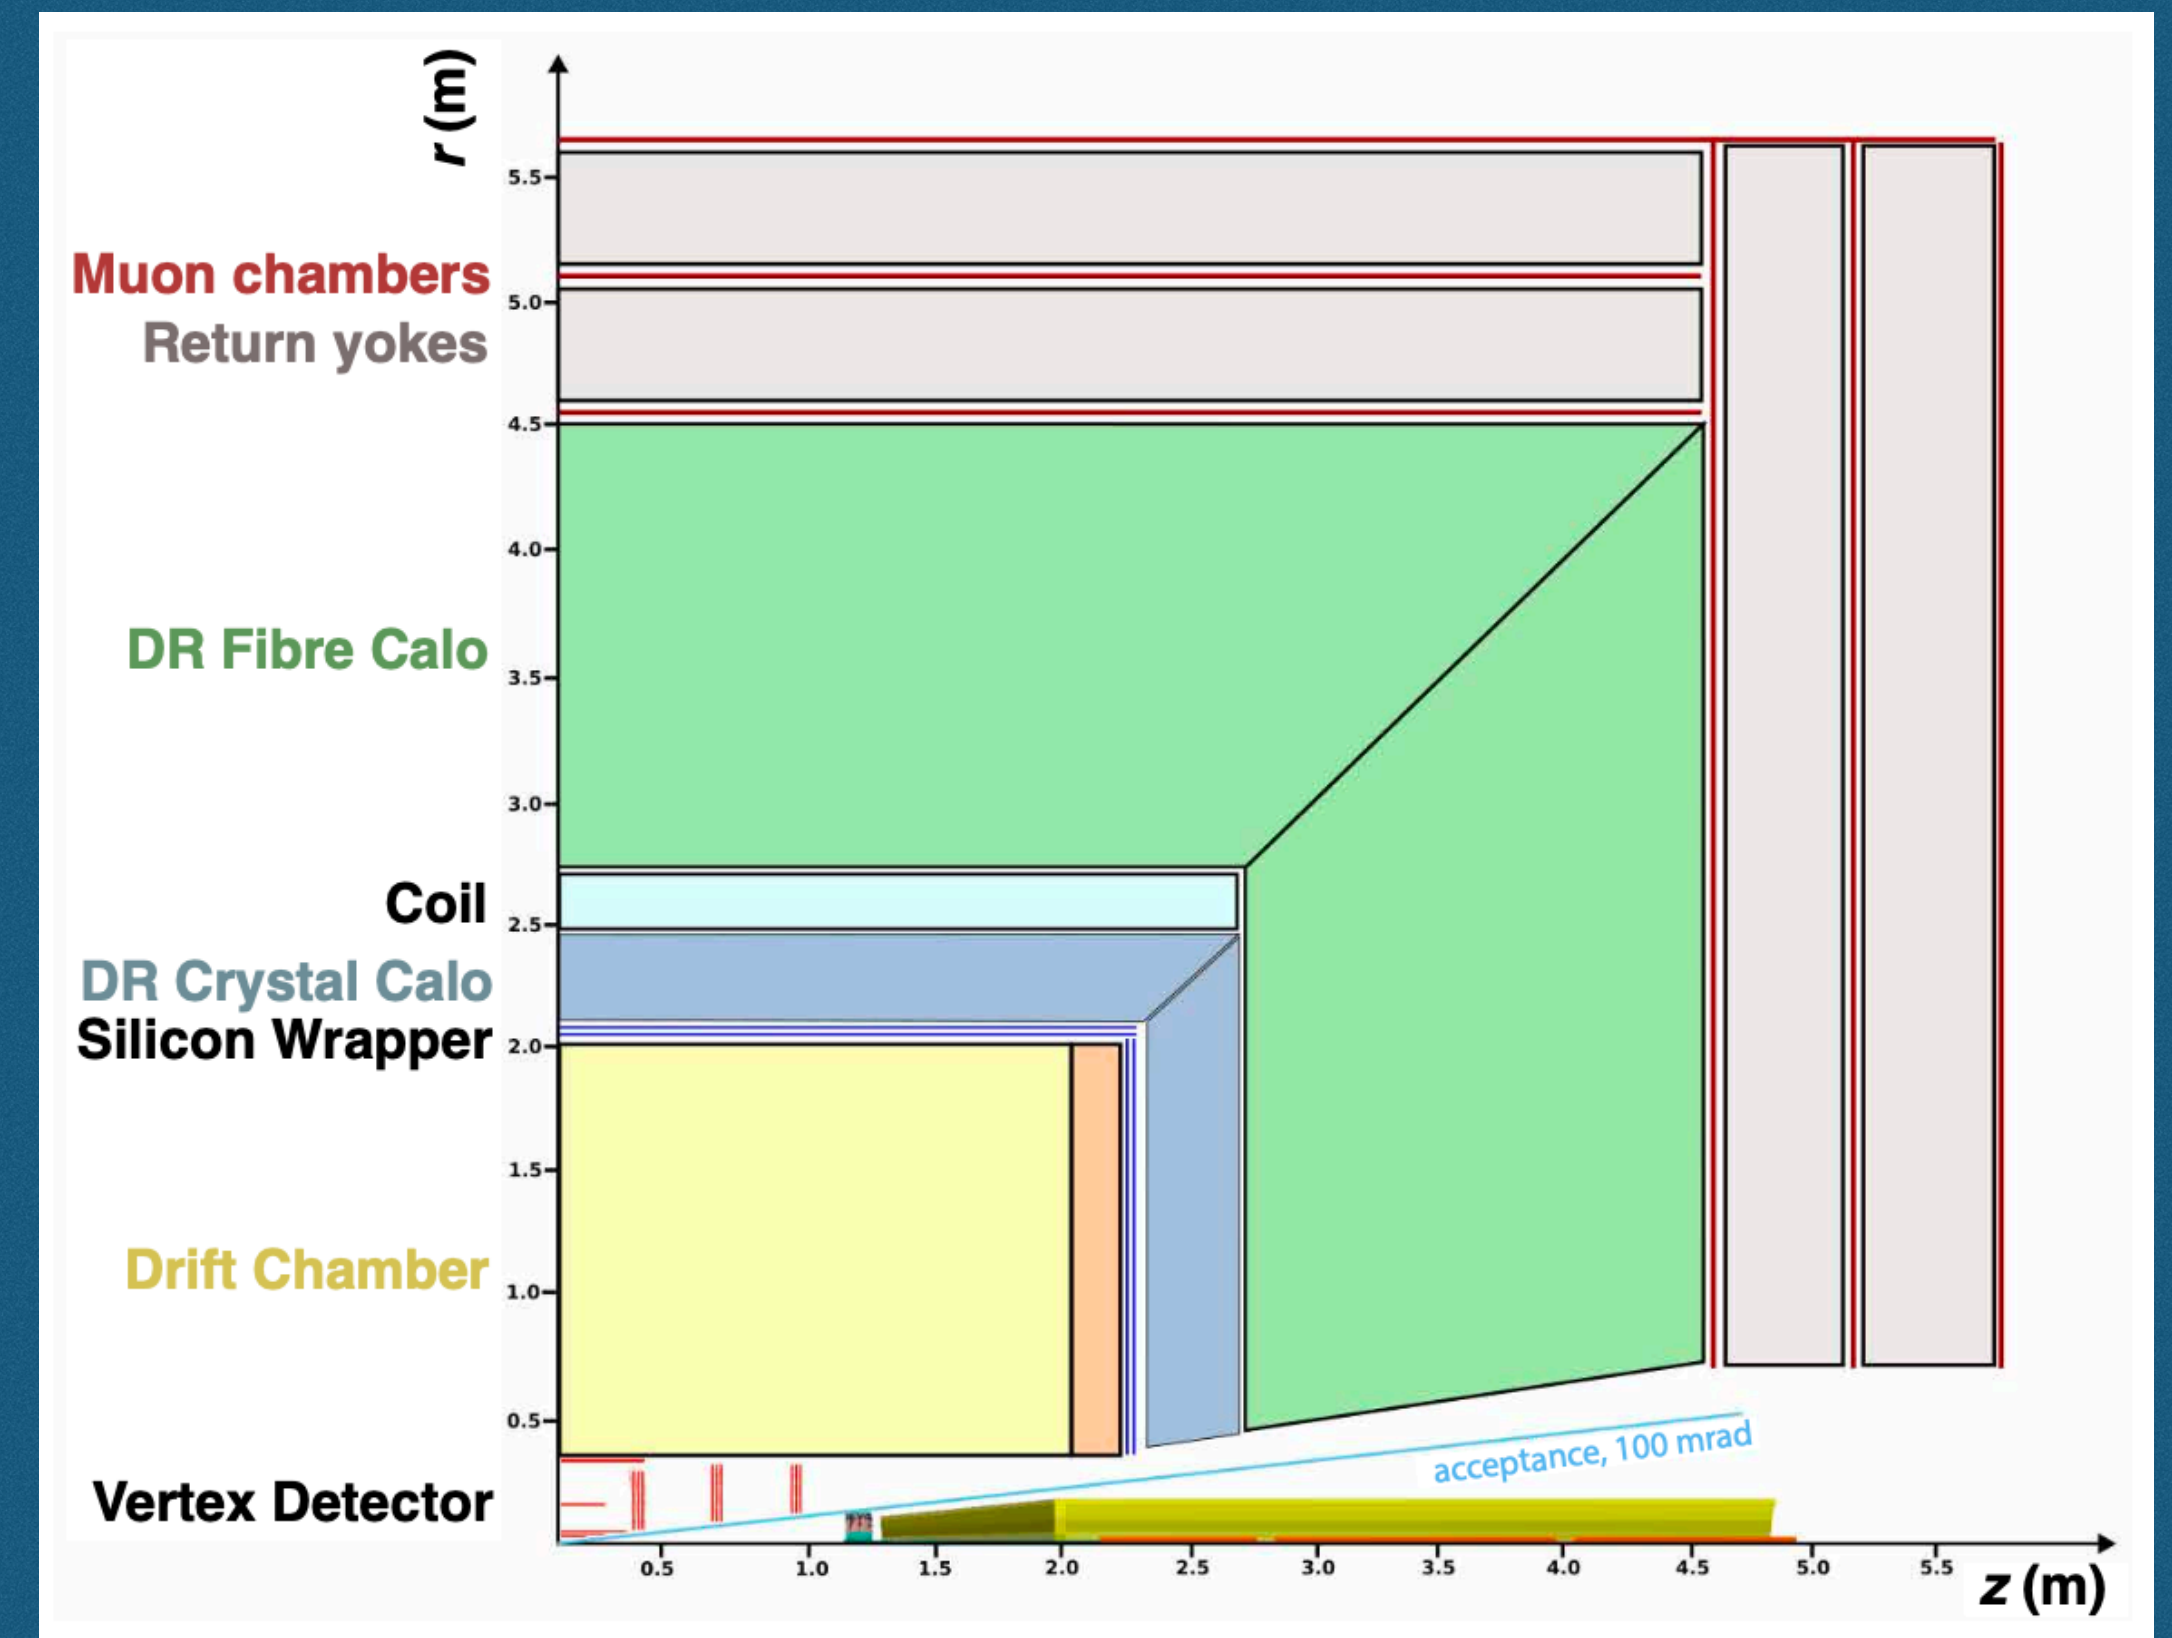 r (m)
5.5
Muon chambers
5.0
Return yokes
4.5
4.0
DR Fibre Calo
3.5
3.0
Coil
2.5
DR Crystal Calo
Silicon Wrapper
2.0
1.5
Drift Chamber
1.0
0.5
acceptance, 100 mrad
Vertex Detector
0.5 1.0 1.5 2.0 2.5 3.0 3.5 4.0 4.5 5.0 5.5
z (m)